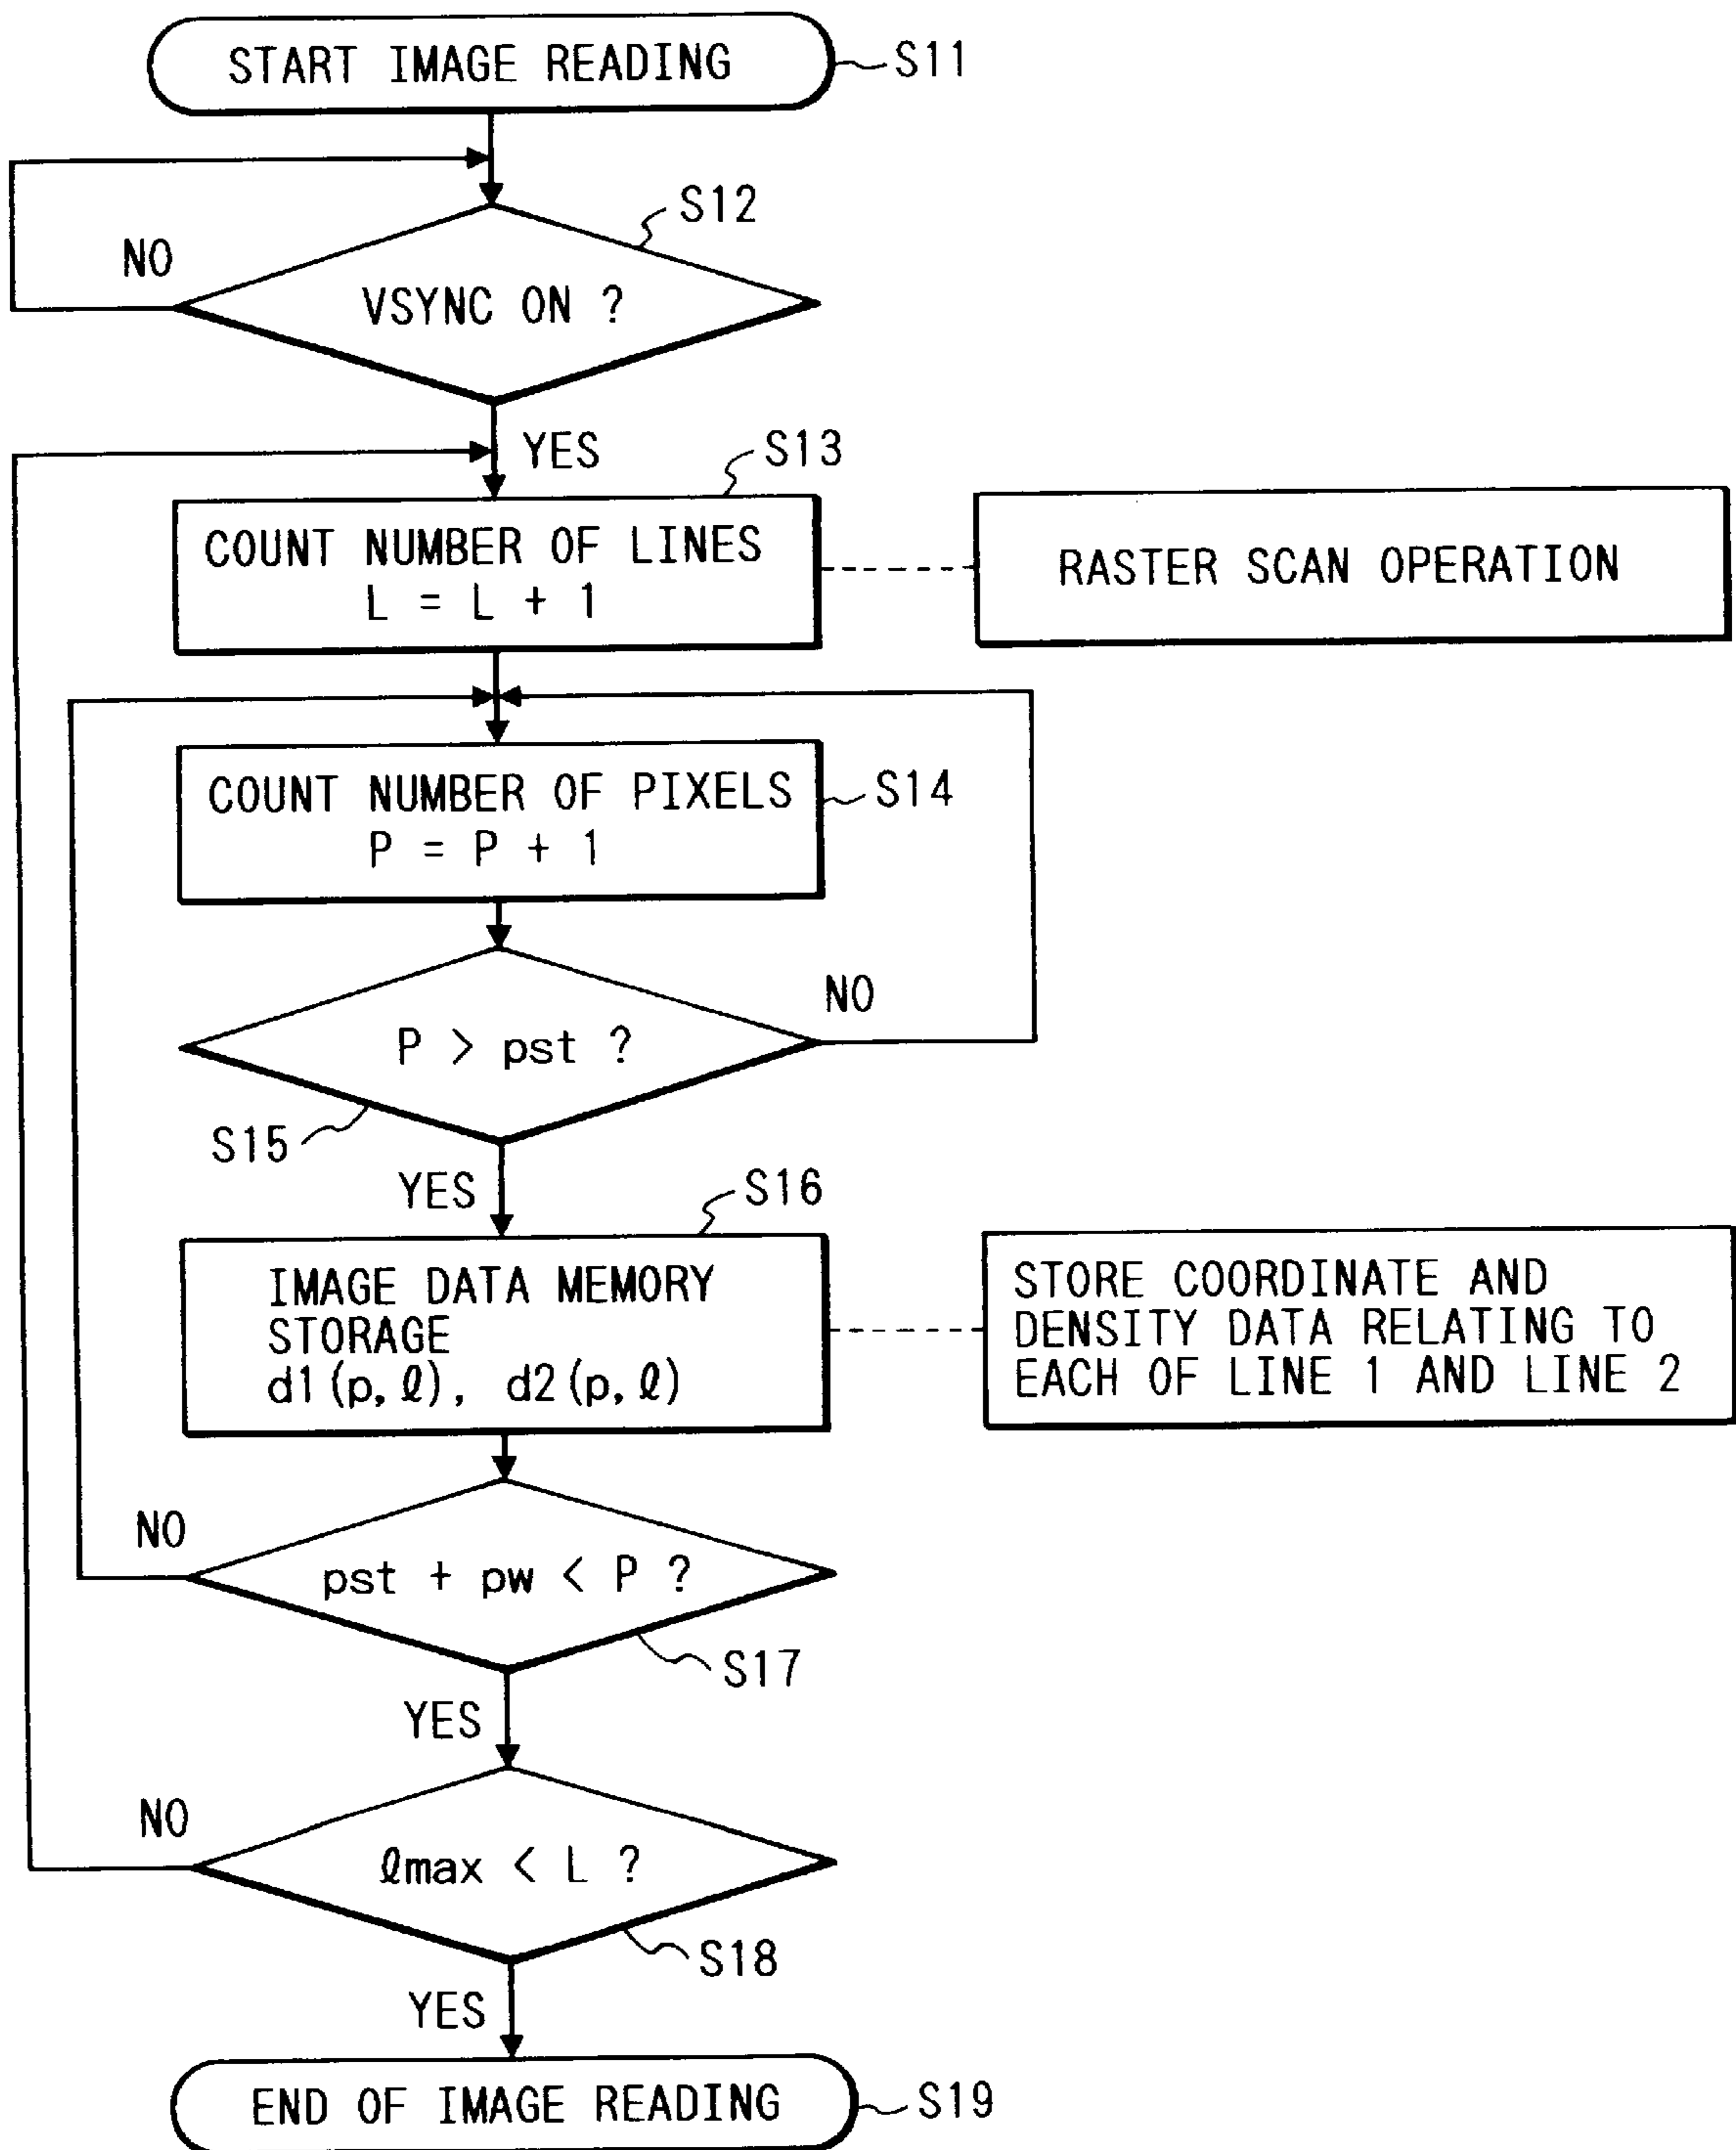 START IMAGE READING
S11
S12
NO
VSYNC ON ?
YES
S13
COUNT NUMBER OF LINES
L = L + 1
RASTER SCAN OPERATION
COUNT NUMBER OF PIXELS
P = P + 1
S14
NO
P > pst ?
S15
YES
S16
IMAGE DATA MEMORY
STORAGE
d1(p,ℓ), d2(p,ℓ)
STORE COORDINATE AND
DENSITY DATA RELATING TO
EACH OF LINE 1 AND LINE 2
NO
pst + pw < P ?
S17
YES
NO
ℓmax < L ?
S18
YES
END OF IMAGE READING
S19